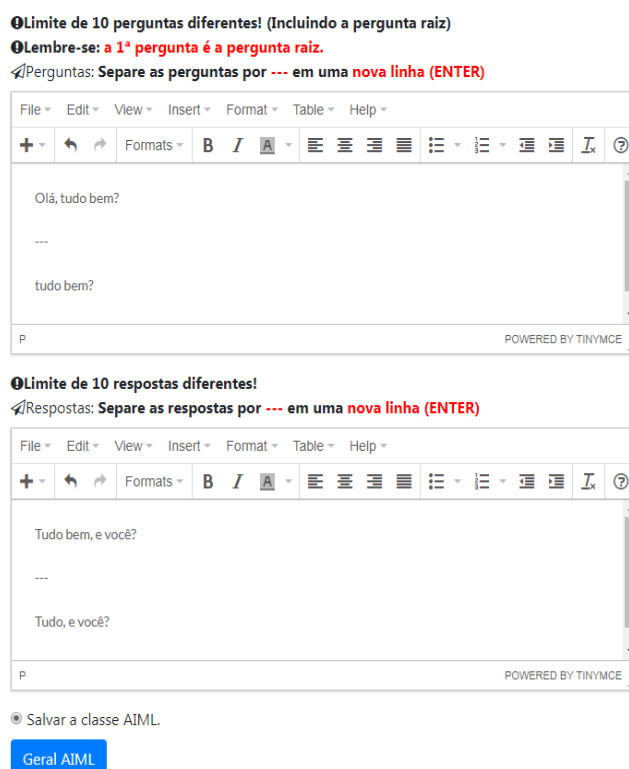 Limite de 10 perguntas diferentes! (Incluindo a pergunta raiz)
Lembre-se: a 1ª pergunta é a pergunta raiz.
Perguntas: Separe as perguntas por --- em uma nova linha (ENTER)
File Edit View Insert Format Table Help
Formats B I A
Olá, tudo bem?
---
tudo bem?
P POWERED BY TINYMCE
Limite de 10 respostas diferentes!
Respostas: Separe as respostas por --- em uma nova linha (ENTER)
File Edit View Insert Format Table Help
Formats B I A
Tudo bem, e você?
---
Tudo, e você?
P POWERED BY TINYMCE
Salvar a classe AIML.
Geral AIML